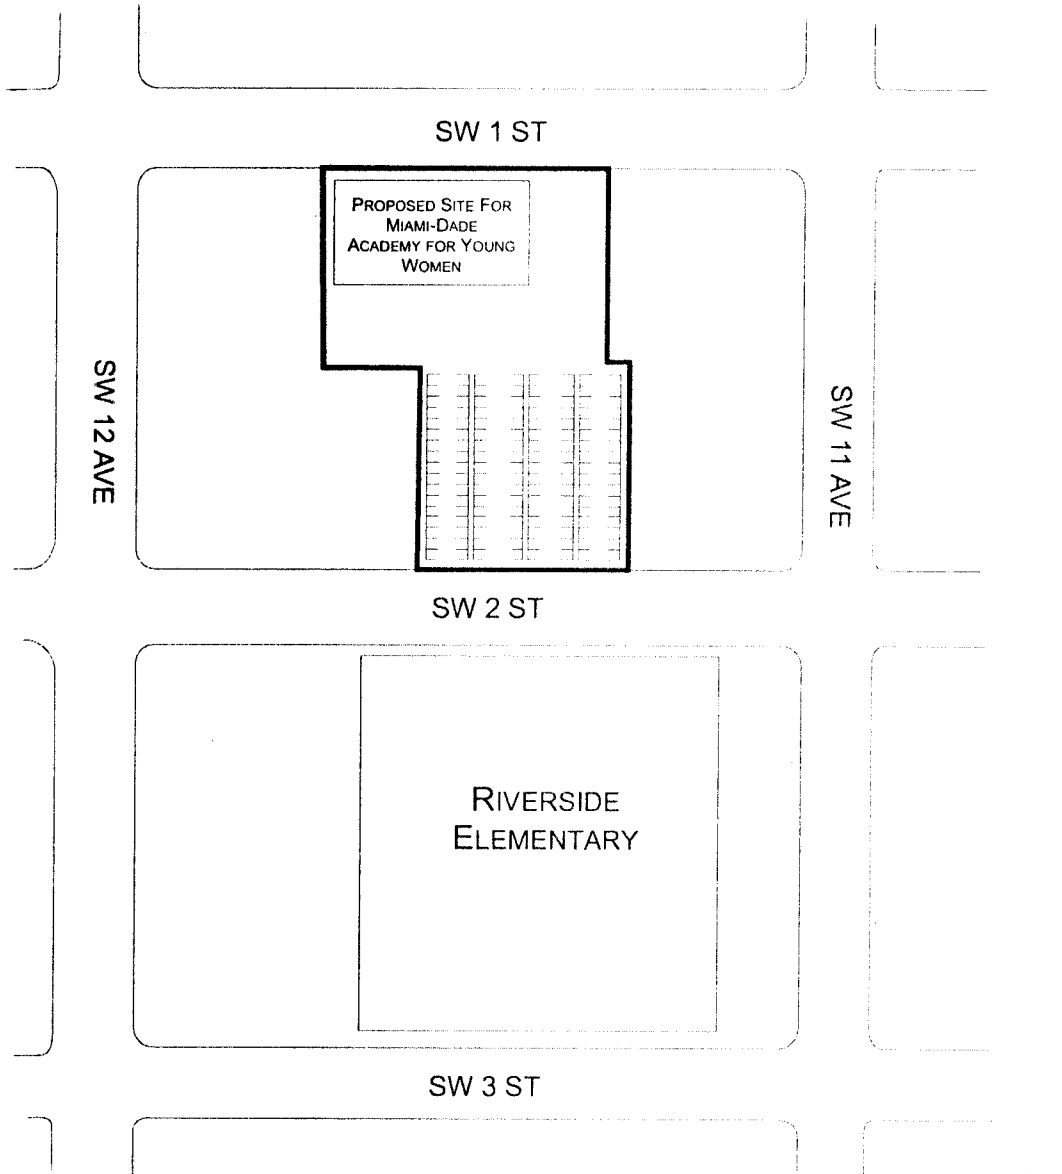 SW 1 ST
PROPOSED SITE FOR
MIAMI-DADE
ACADEMY FOR YOUNG
WOMEN
SW 12 AVE
SW 11 AVE
SW 2 ST
RIVERSIDE
ELEMENTARY
SW 3 ST